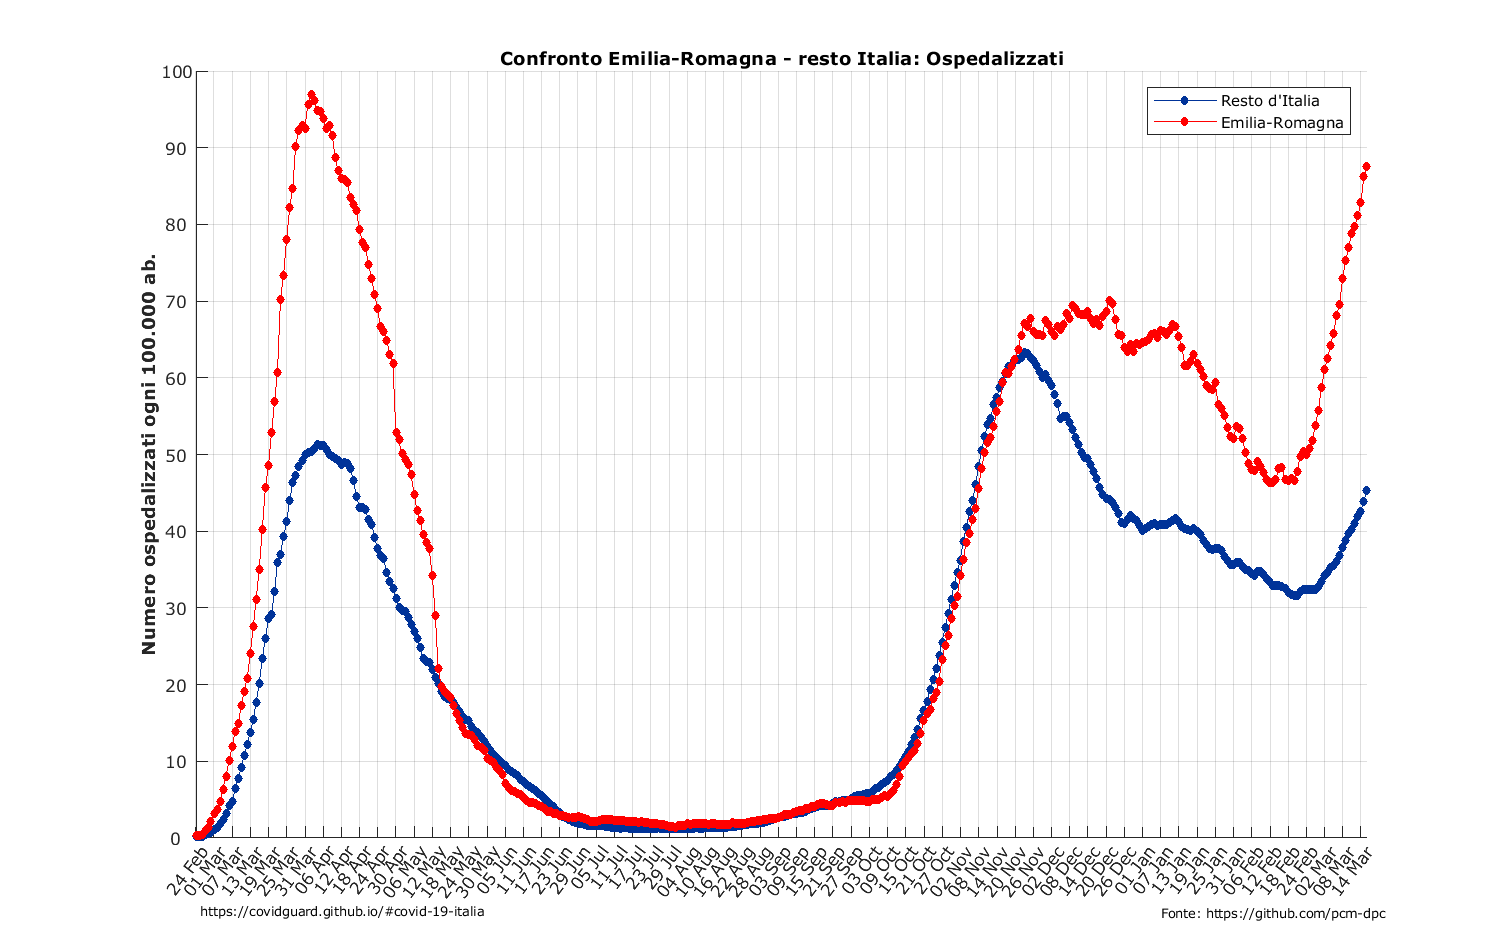 Confronto Emilia-Romagna - resto Italia: Ospedalizzati
Numero ospedalizzati ogni 100.000 ab.
100
90
80
70
60
50
40
30
20
10
0
Resto d'Italia
Emilia-Romagna
24 Feb
01 Mar
07 Mar
13 Mar
19 Mar
25 Mar
31 Mar
06 Apr
12 Apr
18 Apr
24 Apr
30 Apr
06 May
12 May
18 May
24 May
30 May
05 Jun
11 Jun
17 Jun
23 Jun
29 Jun
05 Jul
11 Jul
17 Jul
23 Jul
29 Jul
04 Aug
10 Aug
16 Aug
22 Aug
28 Aug
03 Sep
09 Sep
15 Sep
21 Sep
27 Sep
03 Oct
09 Oct
15 Oct
21 Oct
27 Oct
02 Nov
08 Nov
14 Nov
20 Nov
26 Nov
02 Dec
08 Dec
14 Dec
20 Dec
26 Dec
01 Jan
07 Jan
13 Jan
19 Jan
25 Jan
31 Jan
06 Feb
12 Feb
18 Feb
24 Feb
02 Mar
08 Mar
14 Mar
https://covidguard.github.io/#covid-19-italia
Fonte: https://github.com/pcm-dpc